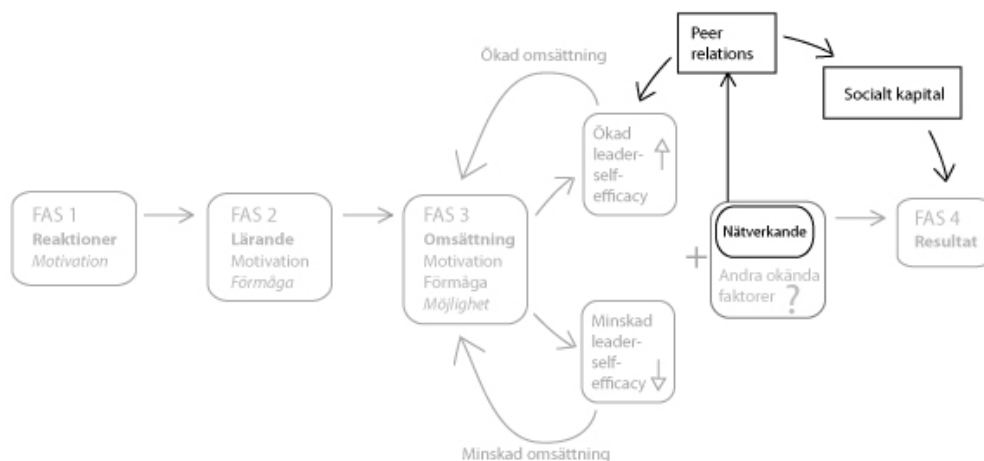 Peer
relations
Ökad omsättning
Socialt kapital
Ökad
leader-
self-
efficacy
FAS 1
Reaktioner
Motivation
FAS 2
Lärande
Motivation
Förmåga
FAS 3
Omsättning
Motivation
Förmåga
Möjlighet
+
Nätverkande
Andra okända
faktorer ?
FAS 4
Resultat
Minskad
leader-
self-
efficacy
Minskad omsättning